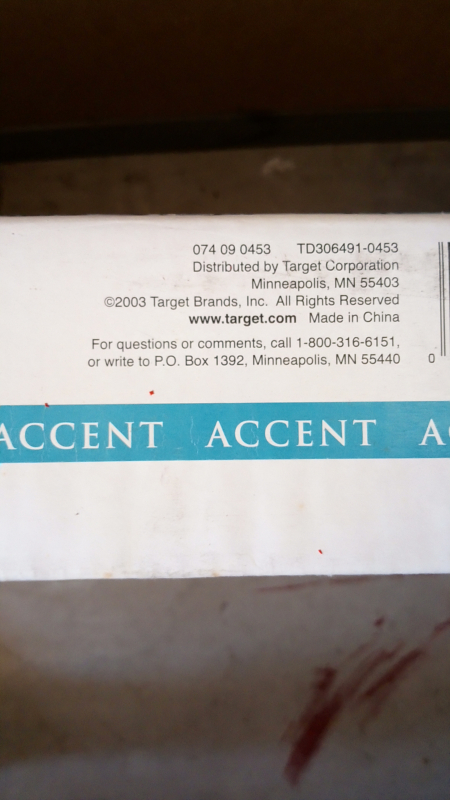 074 09 0453 TD306491-0453
Distributed by Target Corporation
Minneapolis, MN 55403
©2003 Target Brands, Inc. All Rights Reserved
www.target.com Made in China
For questions or comments, call 1-800-316-6151,
or write to P.O. Box 1392, Minneapolis, MN 55440
0
ACCENT ACCENT A